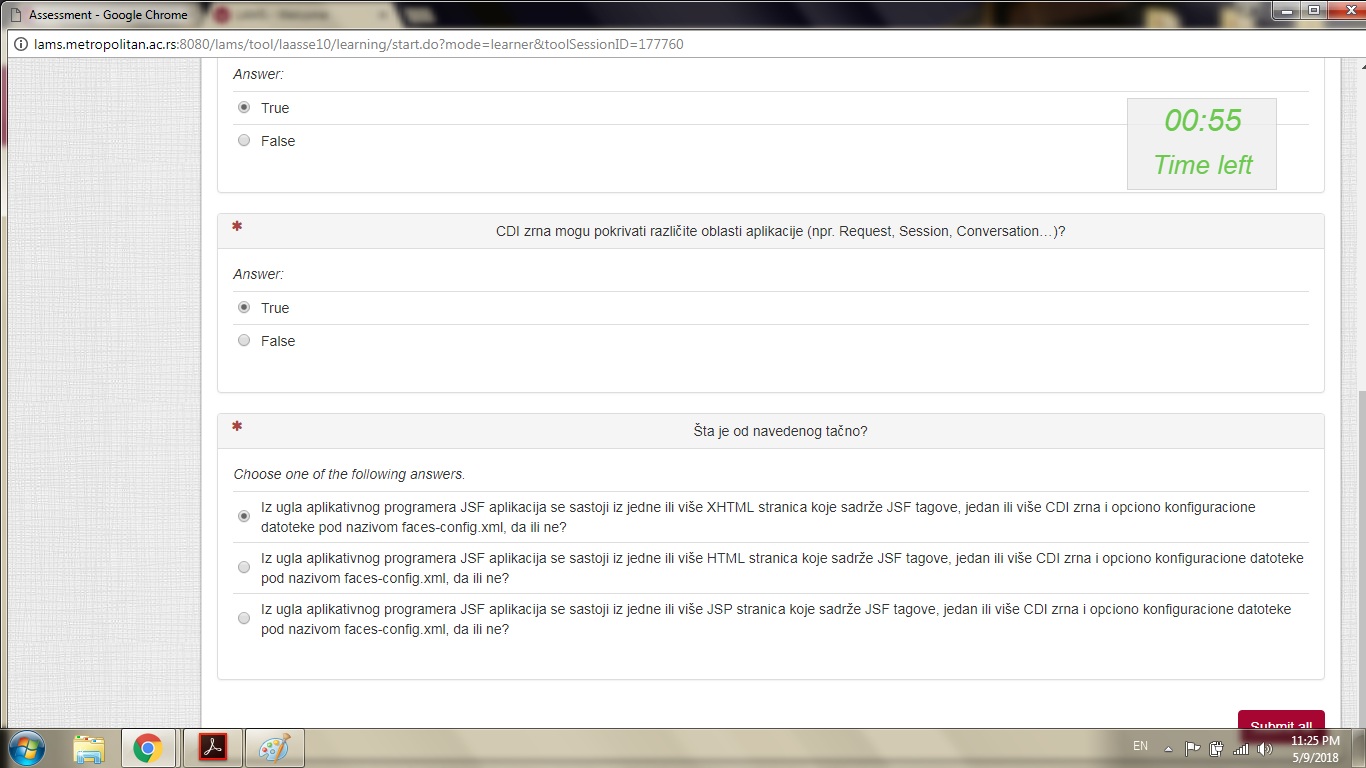 Assessment - Google Chrome
lams.metropolitan.ac.rs:8080/lams/tool/laasse10/learning/start.do?mode=learner&toolSessionID=177760
Answer:
True
False
00:55
Time left
* CDI zrna mogu pokrivati različite oblasti aplikacije (npr. Request, Session, Conversation…)?
Answer:
True
False
* Šta je od navedenog tačno?
Choose one of the following answers.
Iz ugla aplikativnog programera JSF aplikacija se sastoji iz jedne ili više XHTML stranica koje sadrže JSF tagove, jedan ili više CDI zrna i opciono konfiguracione
datoteke pod nazivom faces-config.xml, da ili ne?
Iz ugla aplikativnog programera JSF aplikacija se sastoji iz jedne ili više HTML stranica koje sadrže JSF tagove, jedan ili više CDI zrna i opciono konfiguracione datoteke
pod nazivom faces-config.xml, da ili ne?
Iz ugla aplikativnog programera JSF aplikacija se sastoji iz jedne ili više JSP stranica koje sadrže JSF tagove, jedan ili više CDI zrna i opciono konfiguracione datoteke
pod nazivom faces-config.xml, da ili ne?
Submit all
EN
11:25 PM
5/9/2018